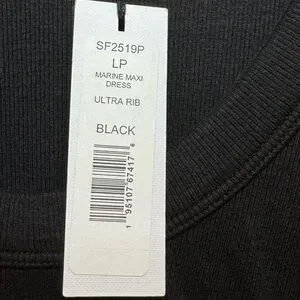 SF2519P
LP
MARINE MAXI
DRESS
ULTRA RIB
BLACK
1 95107 67417 6